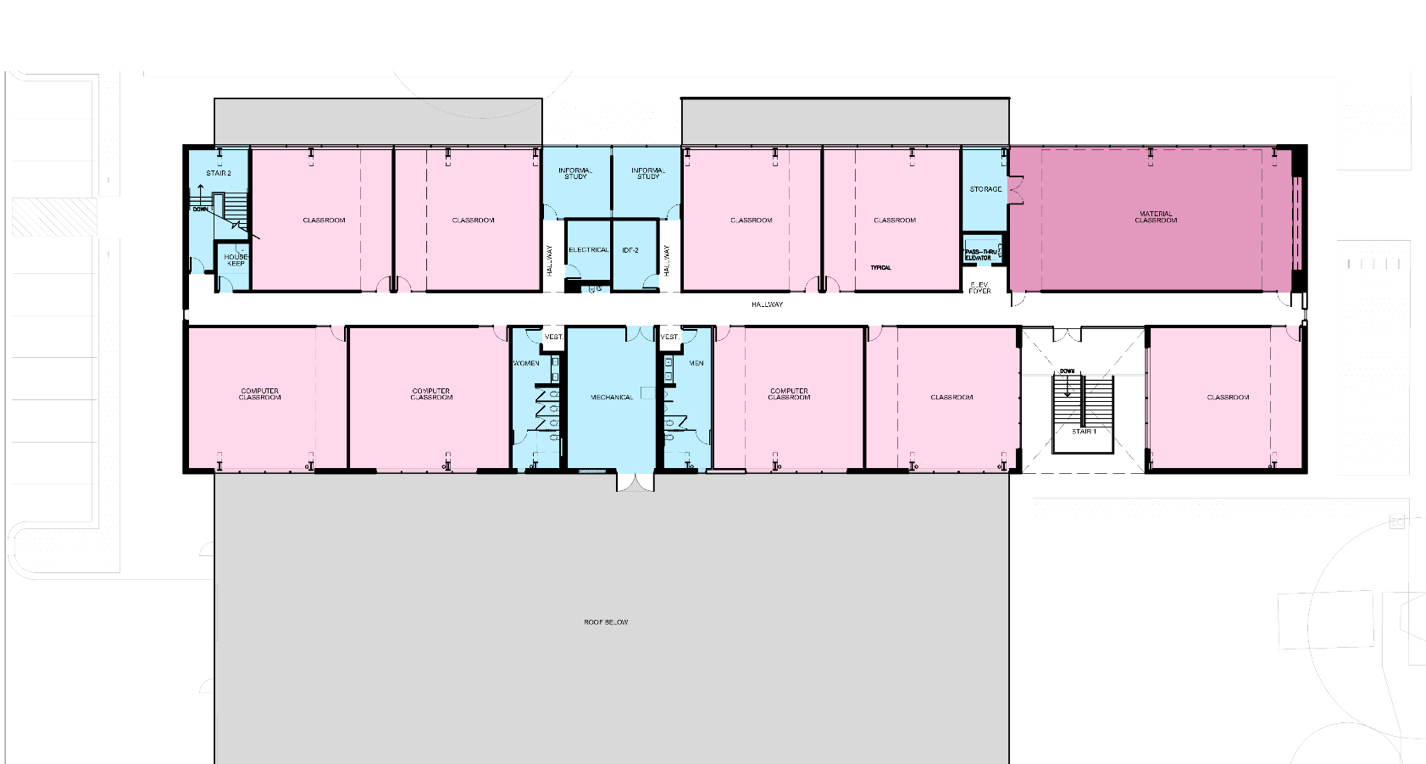 STAIR 2
DOWN
HOUSE
KEEP
CLASSROOM
CLASSROOM
INFORMAL
STUDY
INFORMAL
STUDY
HALLWAY
ELECTRICAL
IDF-2
HALLWAY
CLASSROOM
CLASSROOM
TYPICAL
STORAGE
PASS-THRU
ELEVATOR
ELEV.
FOYER
MATERIAL
CLASSROOM
HALLWAY
COMPUTER
CLASSROOM
COMPUTER
CLASSROOM
WOMEN
VEST.
MECHANICAL
VEST.
MEN
COMPUTER
CLASSROOM
CLASSROOM
DOWN
STAIR 1
CLASSROOM
ROOF BELOW